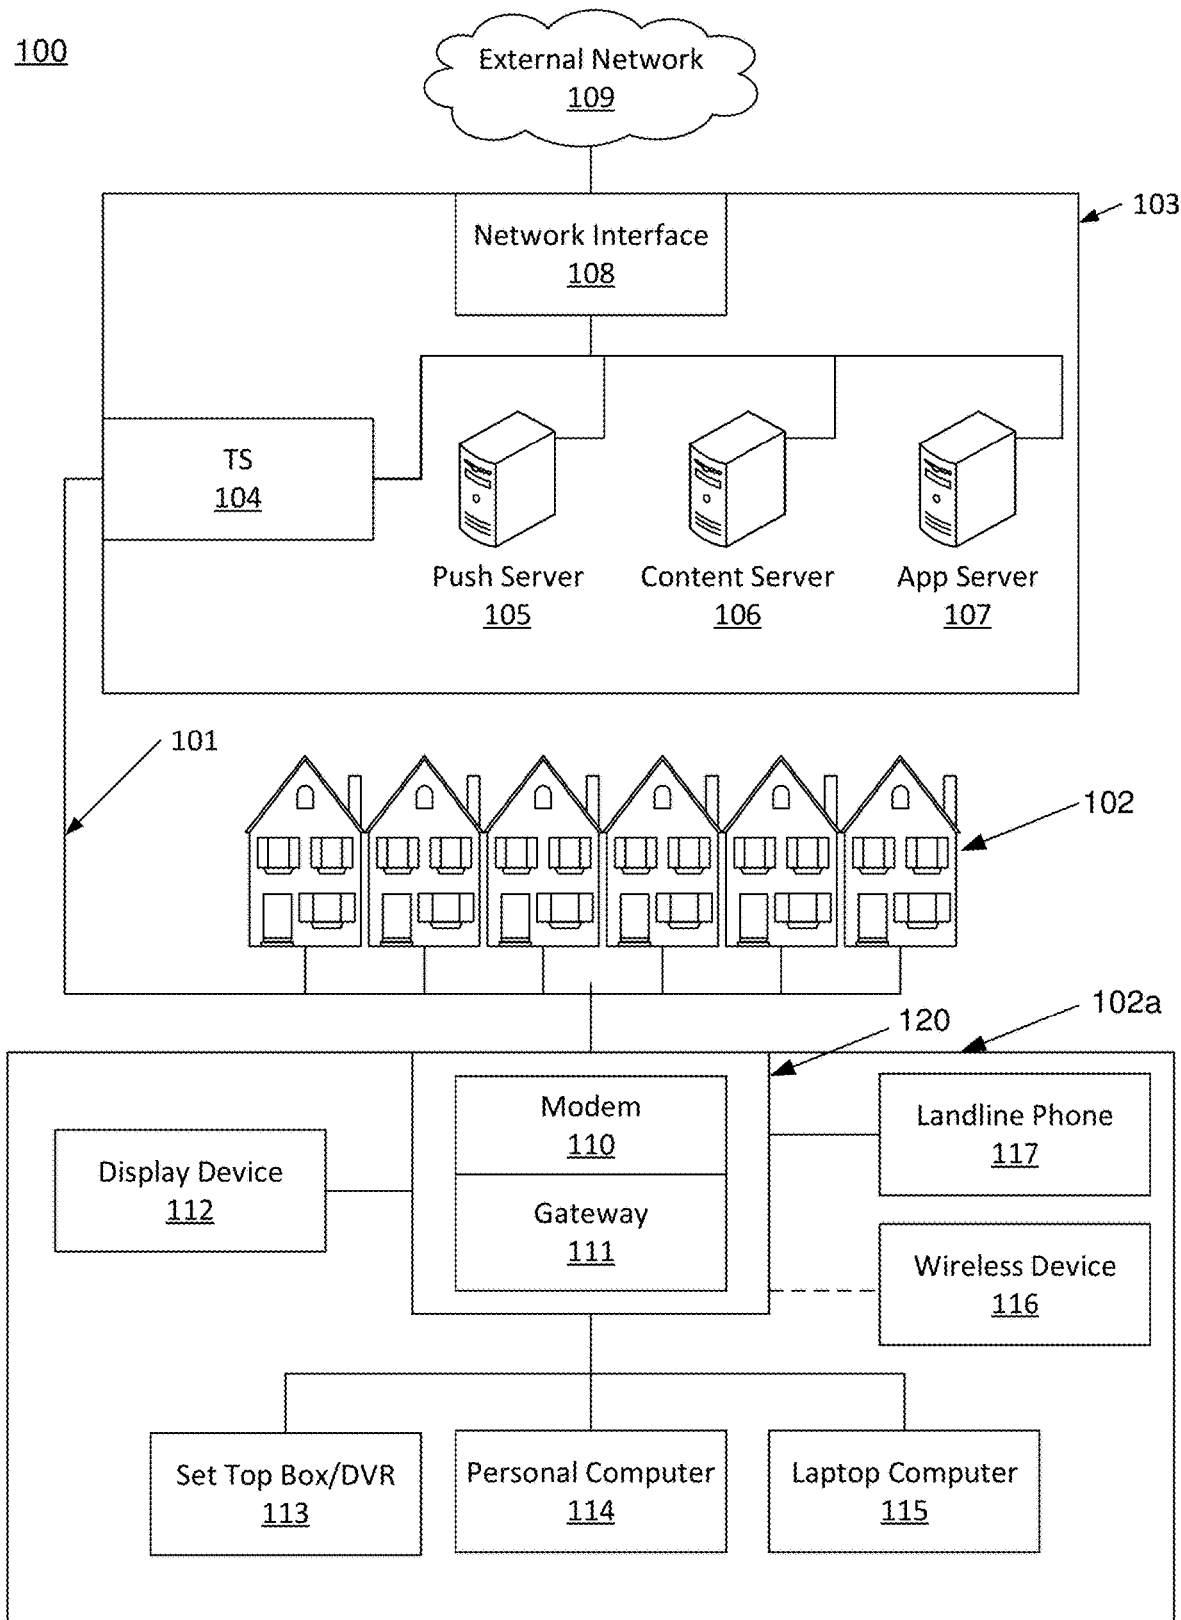 100
External Network
109
103
Network Interface
108
TS
104
Push Server
105
Content Server
106
App Server
107
101
102
120
102a
Modem
110
Landline Phone
117
Display Device
112
Gateway
111
Wireless Device
116
Set Top Box/DVR
113
Personal Computer
114
Laptop Computer
115